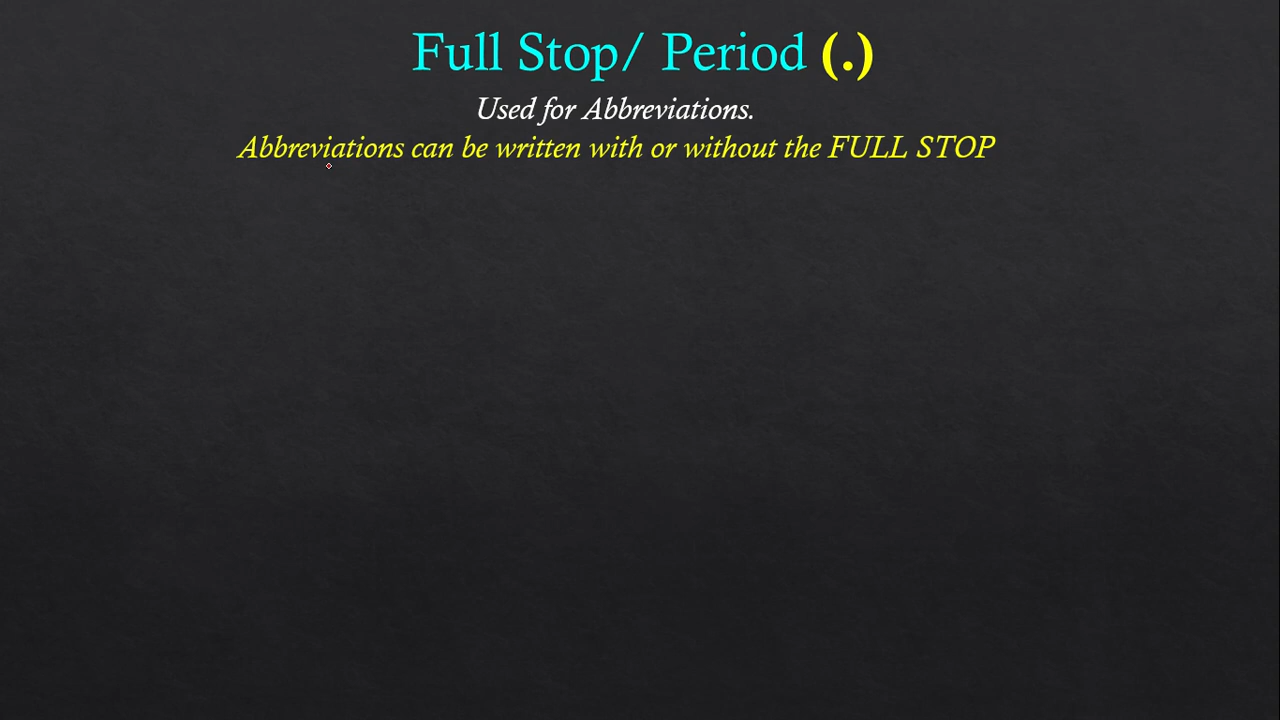 Full Stop/ Period (.)
Used for Abbreviations.
Abbreviations can be written with or without the FULL STOP